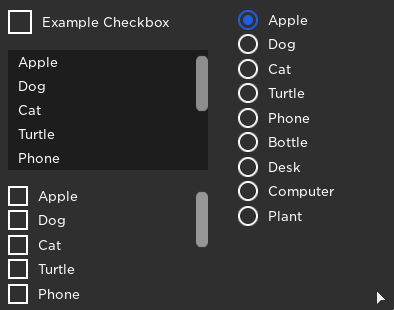 Example Checkbox
Apple
Dog
Cat
Turtle
Phone
Apple
Dog
Cat
Turtle
Phone
Apple
Dog
Cat
Turtle
Phone
Bottle
Desk
Computer
Plant